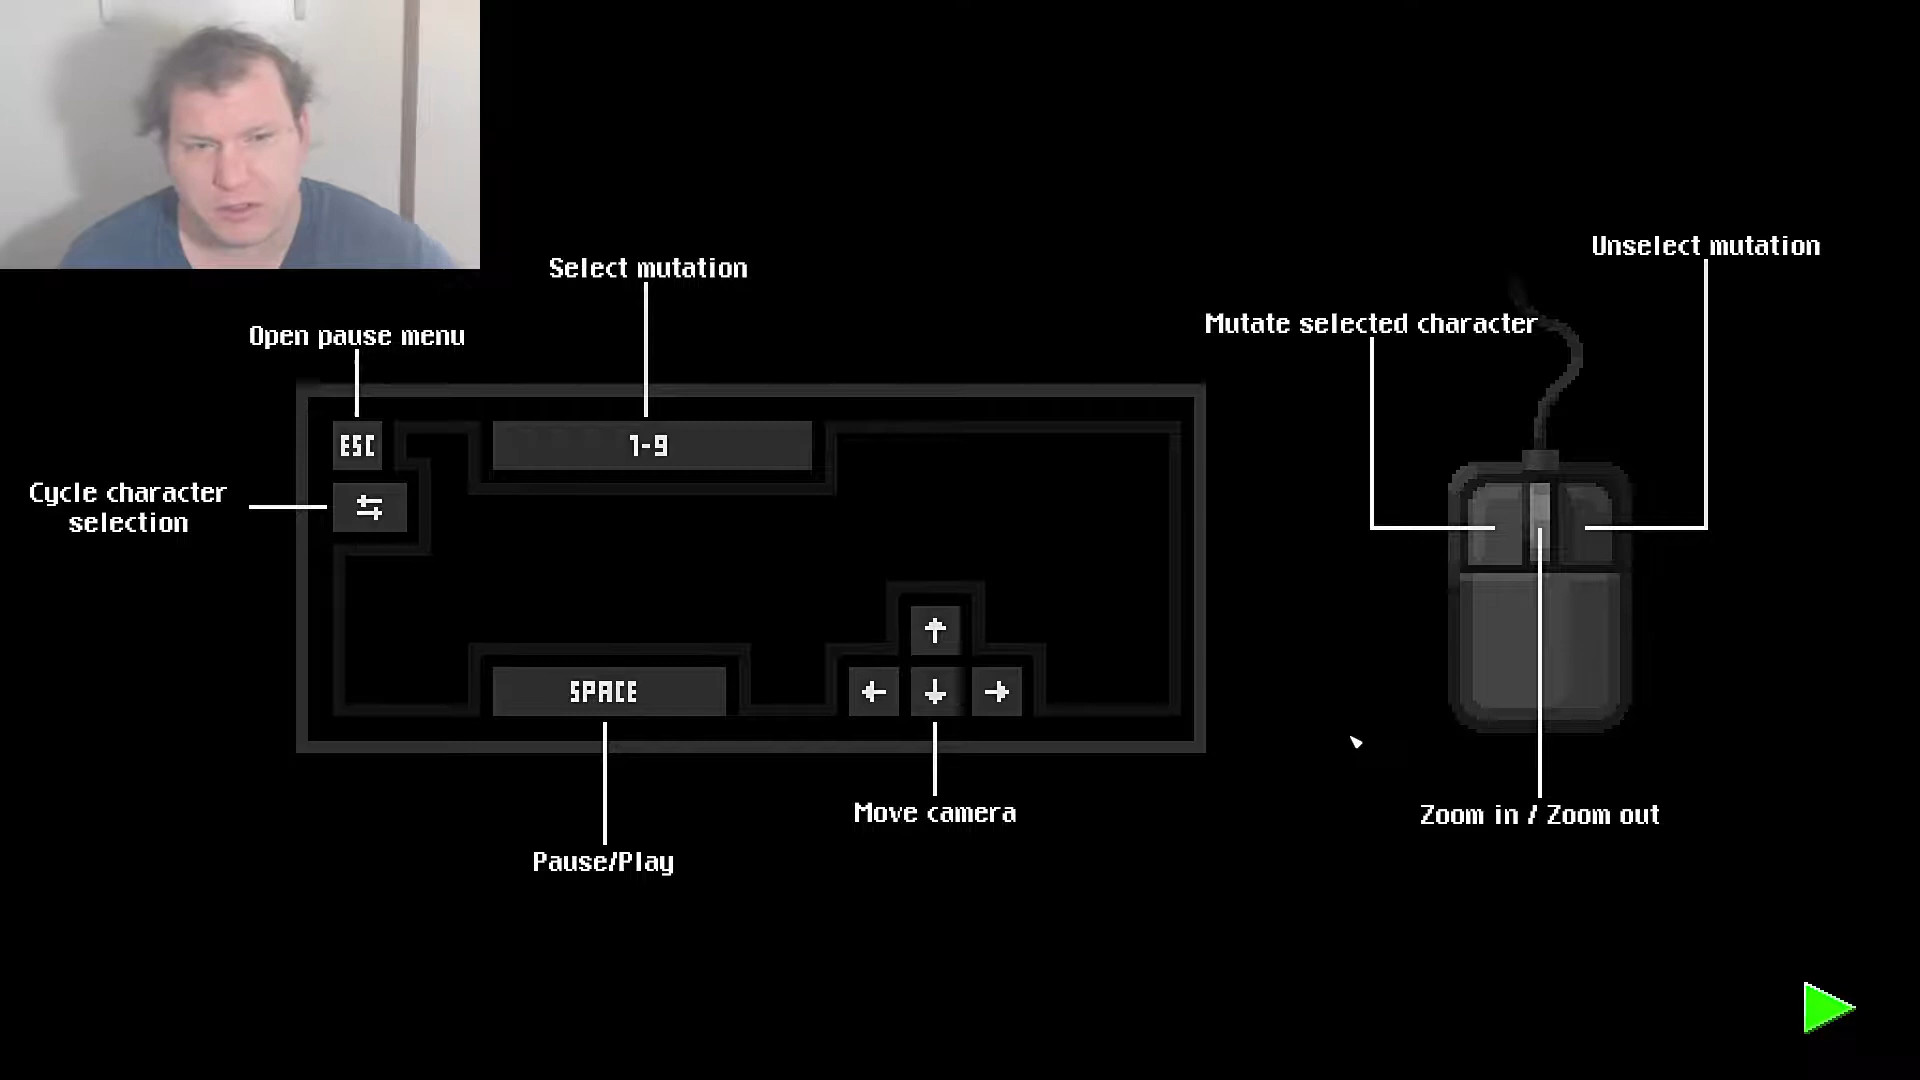 Unselect mutation
Select mutation
Mutate selected character
Open pause menu
ESC
1-9
Cycle character
selection
SPACE
Move camera
Zoom in / Zoom out
Pause/Play